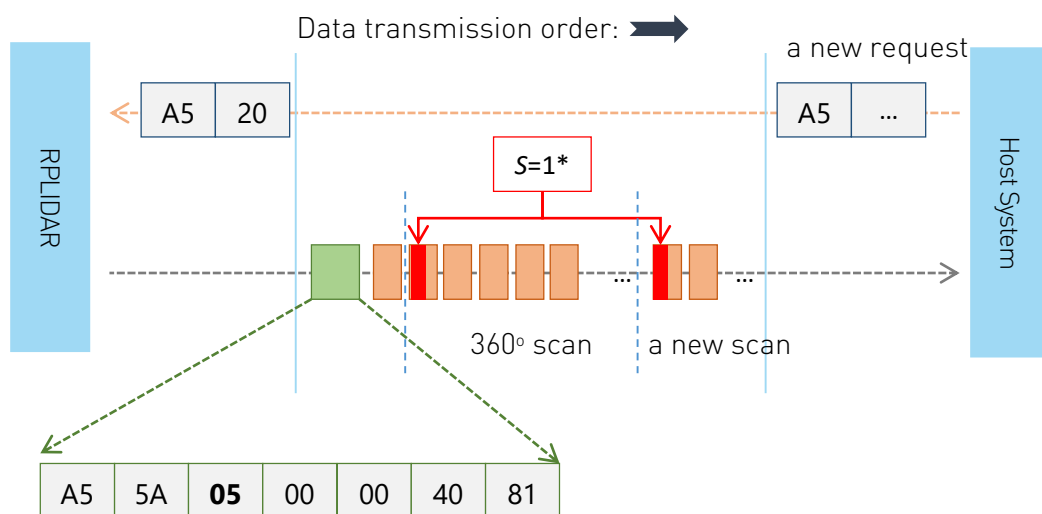 Data transmission order:
a new request
A5 20
A5 ...
RPLIDAR
Host System
S=1*
... ...
360° scan a new scan
A5 5A 05 00 00 40 81